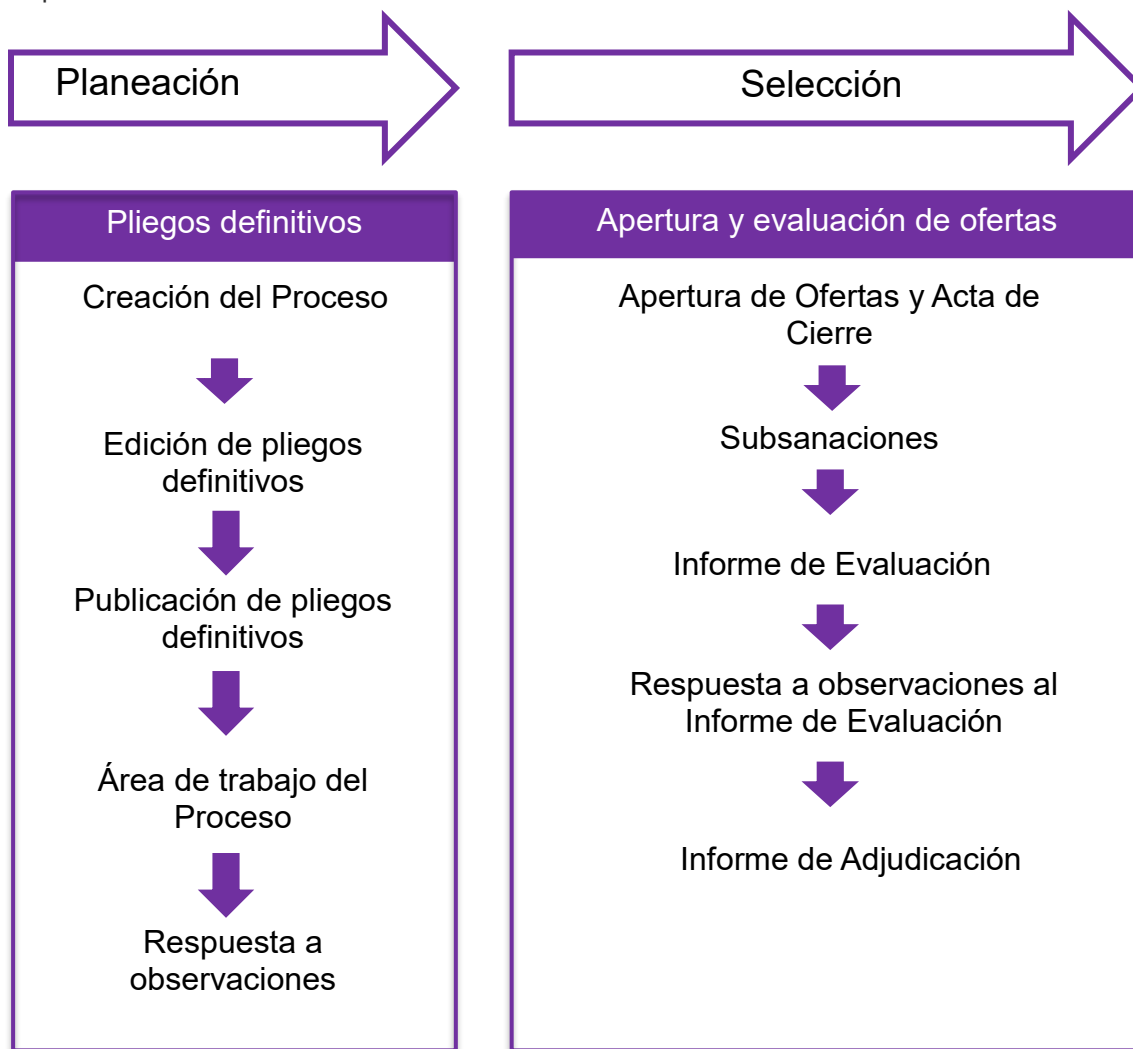 Planeación
Selección
Pliegos definitivos
Creación del Proceso
Edición de pliegos
definitivos
Publicación de pliegos
definitivos
Área de trabajo del
Proceso
Respuesta a
observaciones
Apertura y evaluación de ofertas
Apertura de Ofertas y Acta de
Cierre
Subsanaciones
Informe de Evaluación
Respuesta a observaciones al
Informe de Evaluación
Informe de Adjudicación